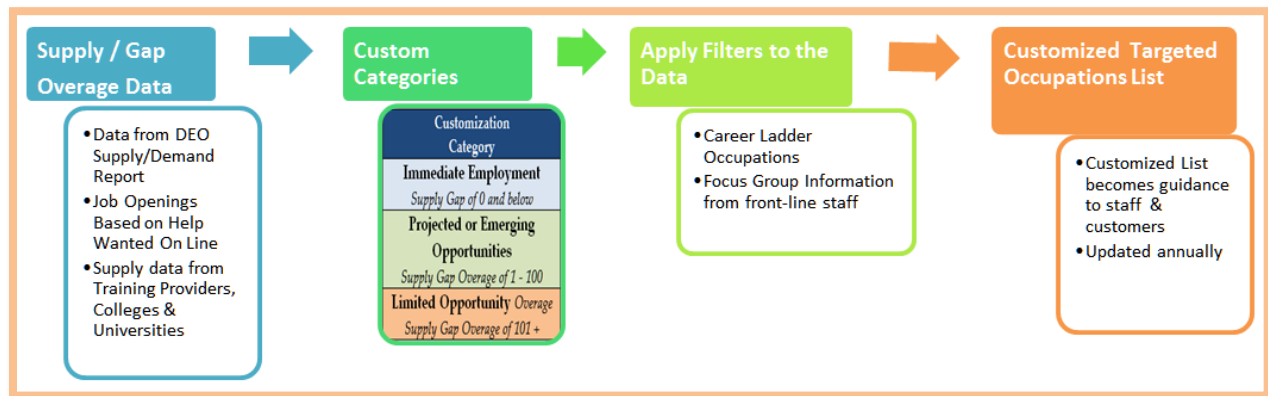 Supply / Gap
Overage Data
•Data from DEO
Supply/Demand
Report
•Job Openings
Based on Help
Wanted On Line
•Supply data from
Training Providers,
Colleges &
Universities
Custom
Categories
Customization
Category
Immediate Employment
Supply Gap of 0 and below
Projected or Emerging
Opportunities
Supply Gap Overage of 1 - 100
Limited Opportunity Overage
Supply Gap Overage of 101 +
Apply Filters to the
Data
•Career Ladder
Occupations
•Focus Group Information
from front-line staff
Customized Targeted
Occupations List
•Customized List
becomes guidance
to staff &
customers
•Updated annually